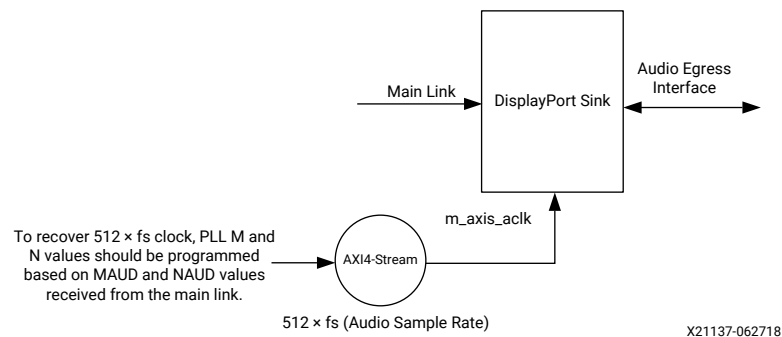 Audio Egress
Interface
Main Link
DisplayPort Sink
m_axis_aclk
To recover 512 × fs clock, PLL M and
N values should be programmed
based on MAUD and NAUD values
received from the main link.
AXI4-Stream
512 × fs (Audio Sample Rate)
X21137-062718